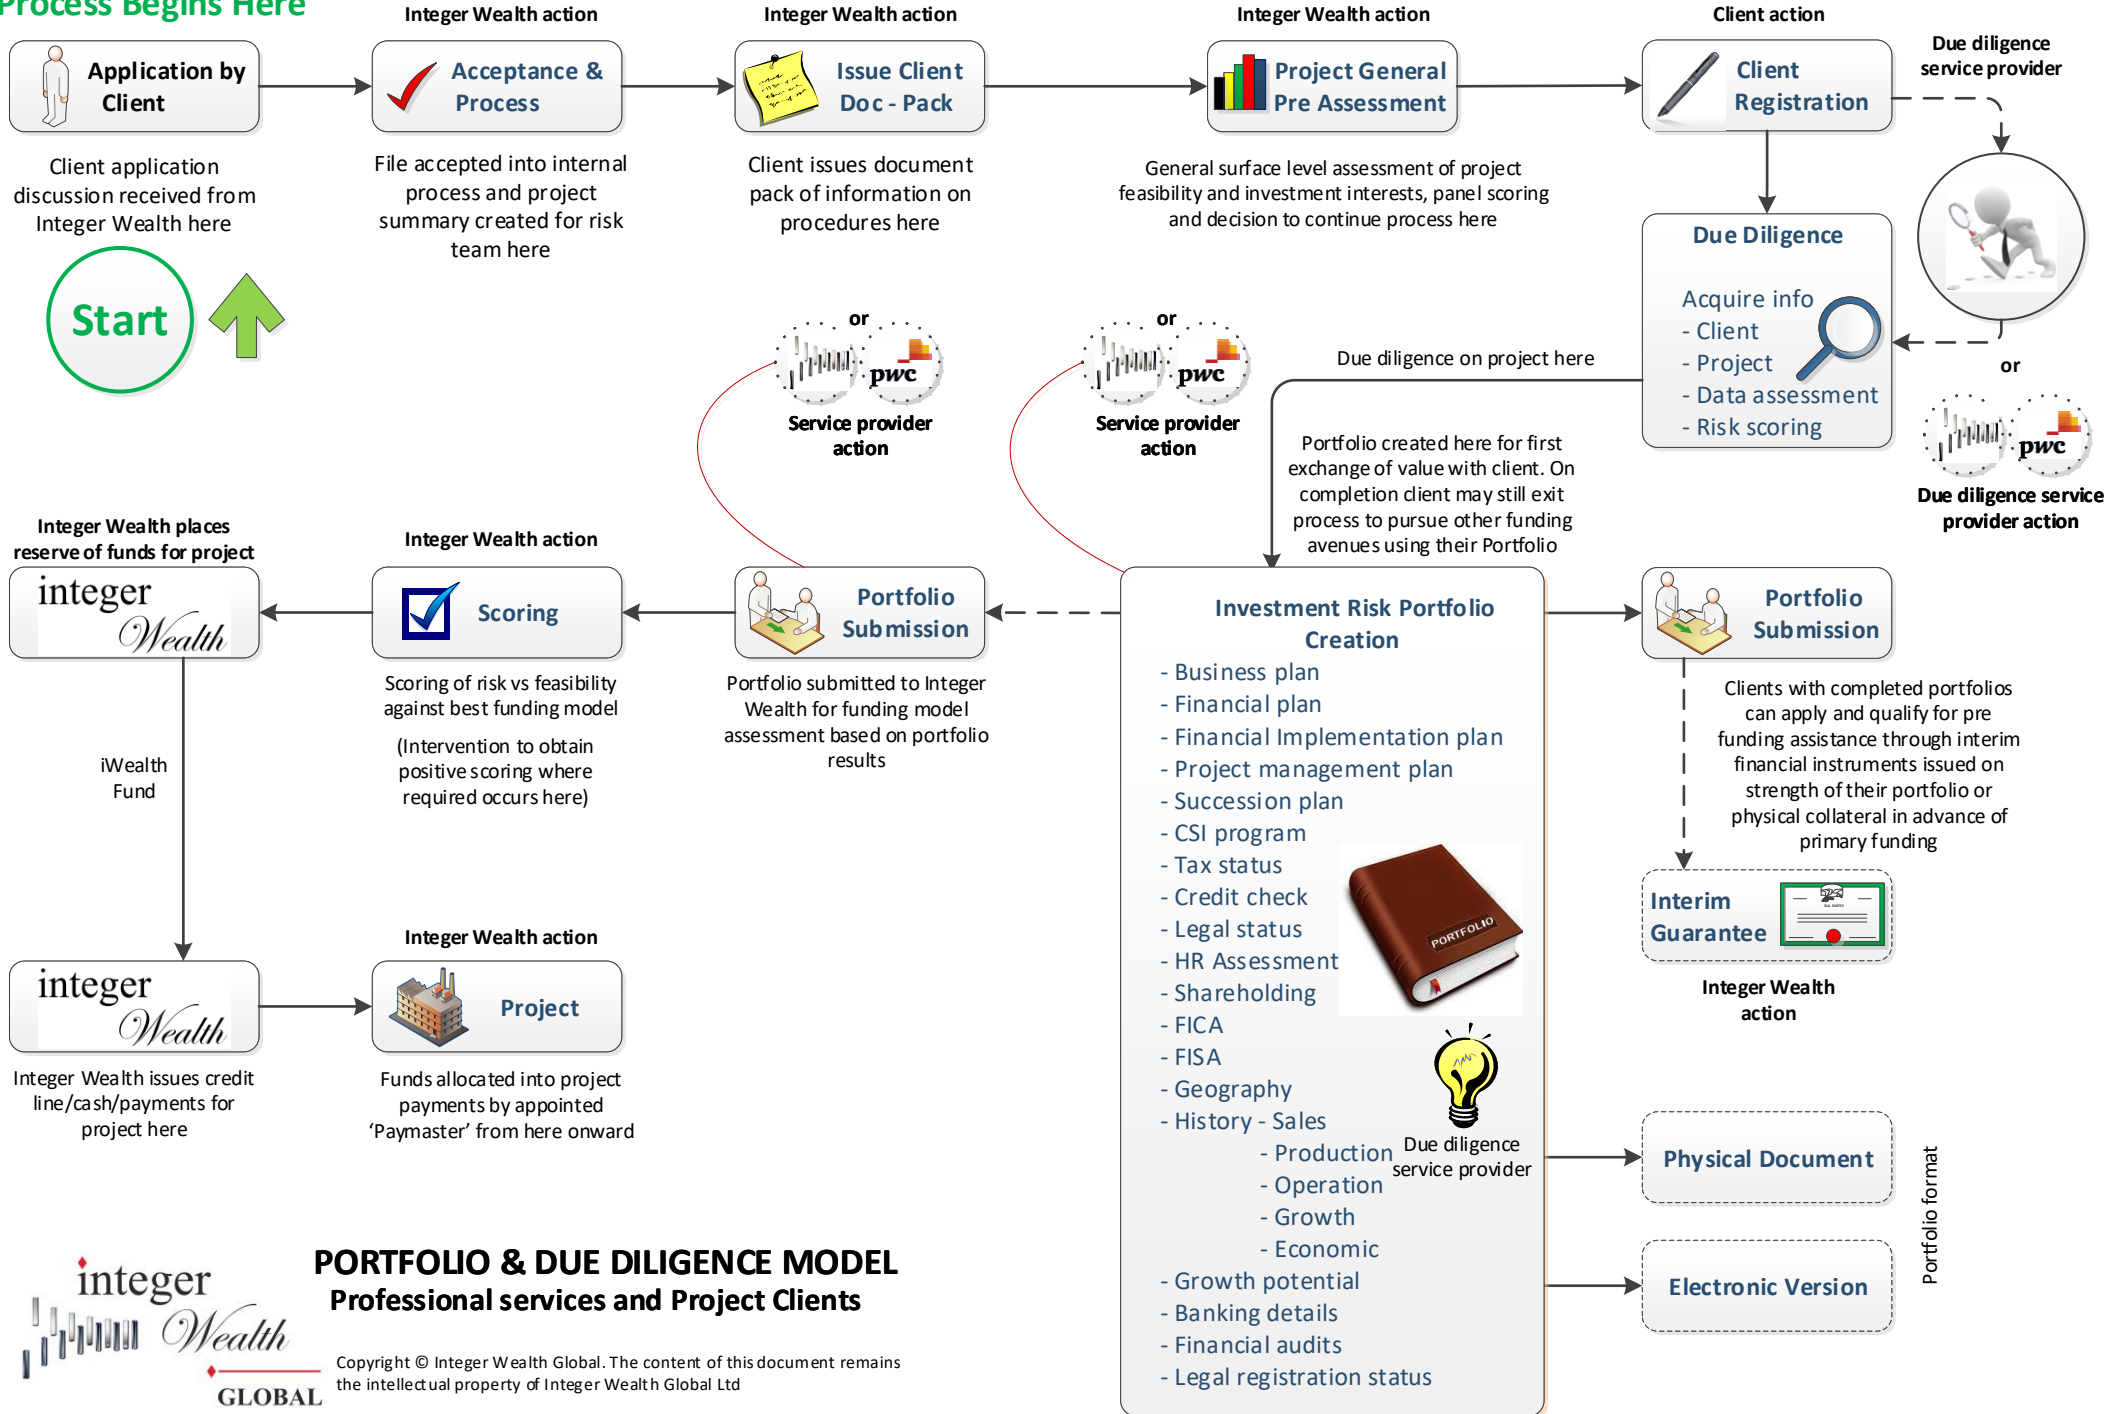 Process Begins Here
Integer Wealth action
Integer Wealth action
Integer Wealth action
Client action
Application by
Client
Acceptance &
Process
Issue Client
Doc - Pack
Project General
Pre Assessment
Client
Registration
Due diligence
service provider
Client application
discussion received from
Integer Wealth here
File accepted into internal
process and project
summary created for risk
team here
Client issues document
pack of information on
procedures here
General surface level assessment of project
feasibility and investment interests, panel scoring
and decision to continue process here
Start
Due Diligence
Acquire info
- Client
- Project
- Data assessment
- Risk scoring
or
pwc
Service provider
action
or
pwc
Service provider
action
Due diligence on project here
or
pwc
Due diligence service
provider action
Portfolio created here for first
exchange of value with client. On
completion client may still exit
process to pursue other funding
avenues using their Portfolio
Integer Wealth places
reserve of funds for project
integer
Wealth
Integer Wealth action
Scoring
Portfolio
Submission
Scoring of risk vs feasibility
against best funding model
(Intervention to obtain
positive scoring where
required occurs here)
Portfolio submitted to Integer
Wealth for funding model
assessment based on portfolio
results
Investment Risk Portfolio
Creation
- Business plan
- Financial plan
- Financial Implementation plan
- Project management plan
- Succession plan
- CSI program
- Tax status
- Credit check
- Legal status
- HR Assessment
- Shareholding
- FICA
- FISA
- Geography
- History - Sales
- Production
- Operation
- Growth
- Economic
- Growth potential
- Banking details
- Financial audits
- Legal registration status
PORTFOLIO
Due diligence
service provider
Portfolio
Submission
Clients with completed portfolios
can apply and qualify for pre
funding assistance through interim
financial instruments issued on
strength of their portfolio or
physical collateral in advance of
primary funding
Interim
Guarantee
Integer Wealth
action
Physical Document
Electronic Version
Portfolio format
iWealth
Fund
integer
Wealth
Integer Wealth issues credit
line/cash/payments for
project here
Integer Wealth action
Project
Funds allocated into project
payments by appointed
‘Paymaster’ from here onward
integer
Wealth
GLOBAL
PORTFOLIO & DUE DILIGENCE MODEL
Professional services and Project Clients
Copyright © Integer Wealth Global. The content of this document remains
the intellectual property of Integer Wealth Global Ltd